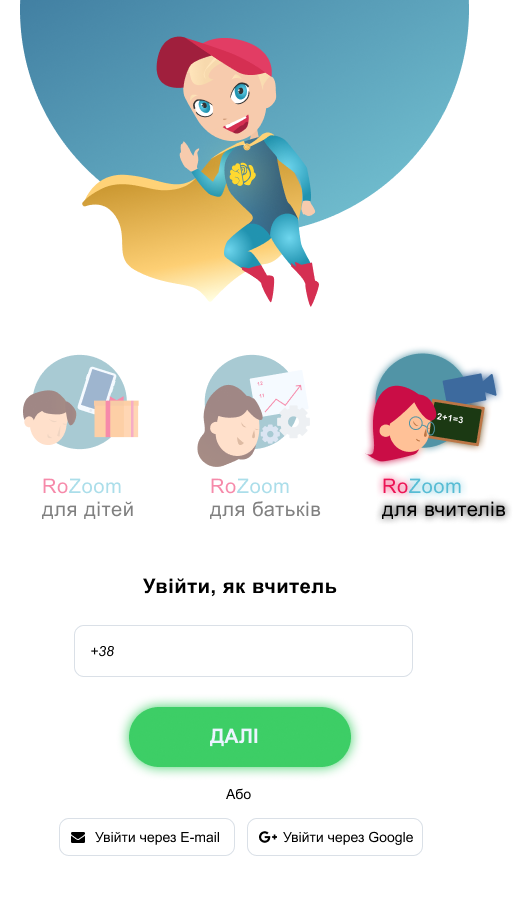 RoZoom
для дітей
RoZoom
для батьків
2+1=3
RoZoom
для вчителів
Увійти, як вчитель
+38
ДАЛІ
Або
Увійти через E-mail
G+ Увійти через Google